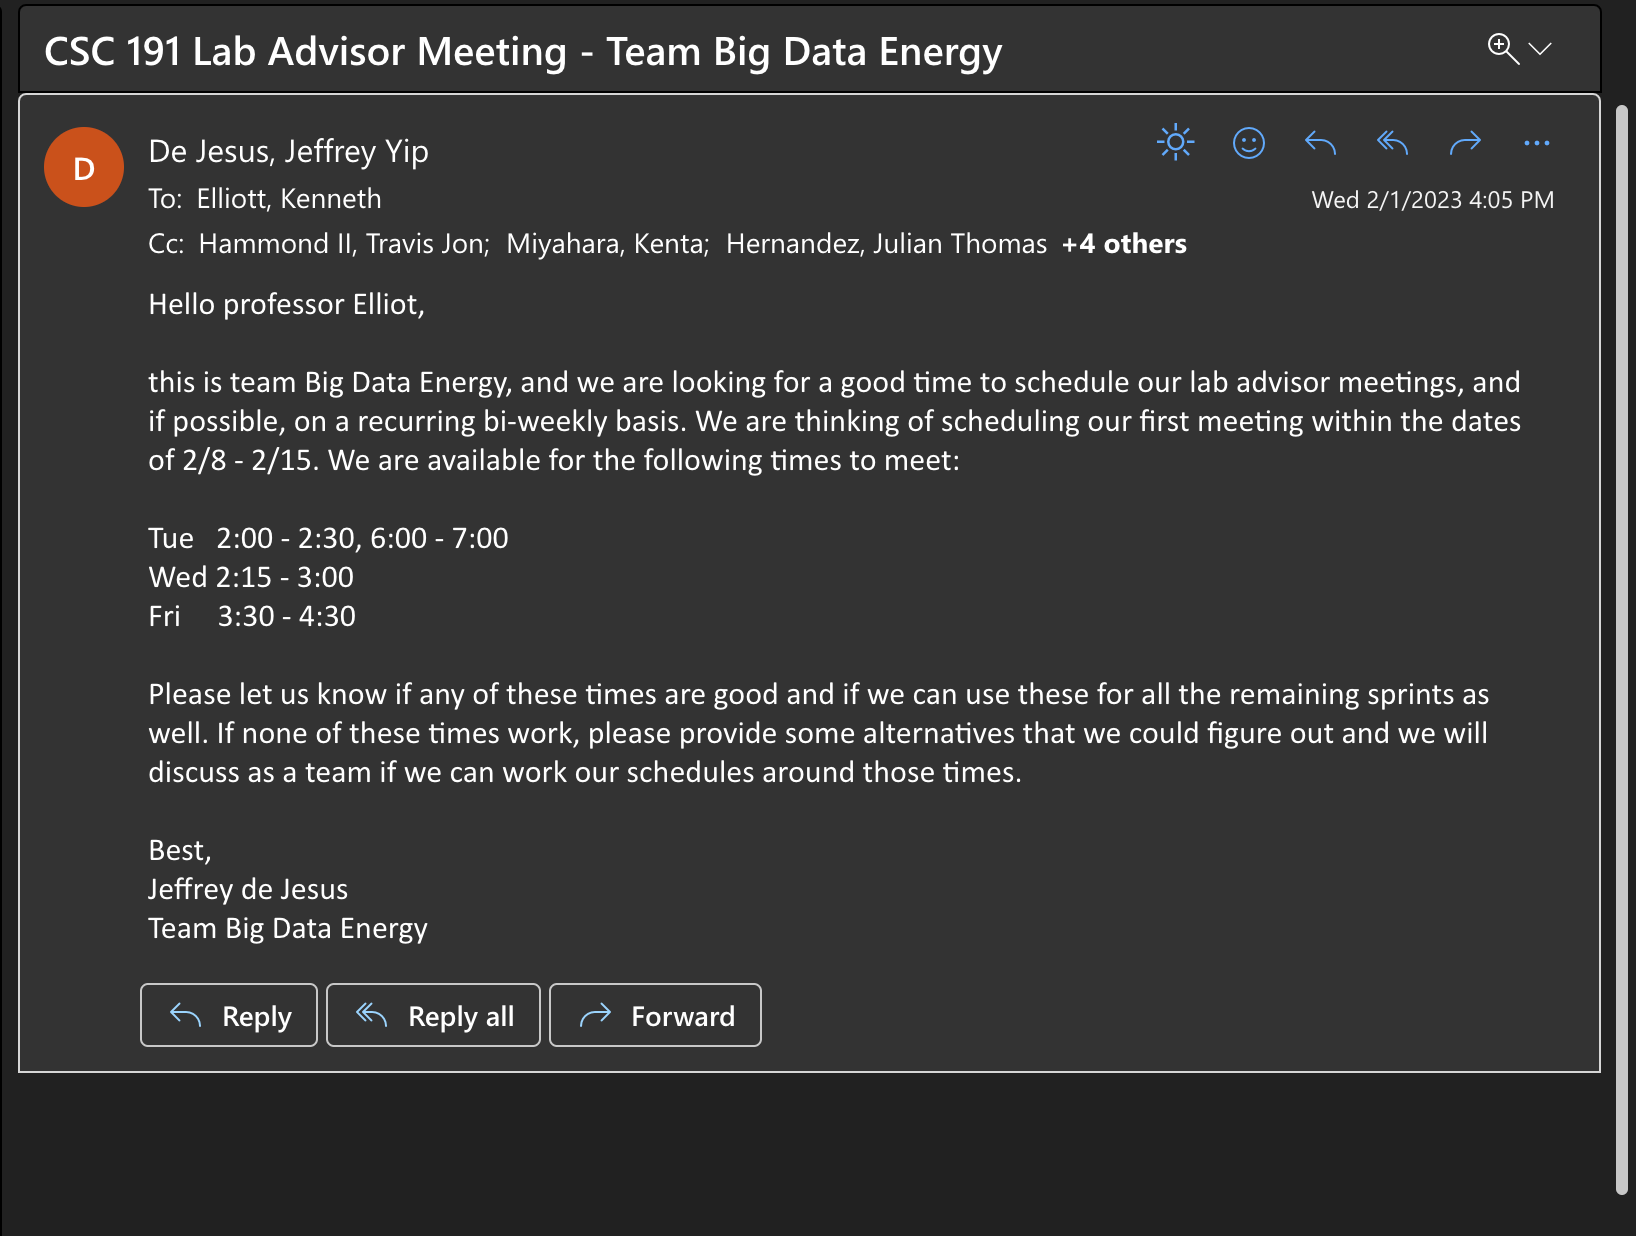 CSC 191 Lab Advisor Meeting - Team Big Data Energy
D
De Jesus, Jeffrey Yip
To: Elliott, Kenneth
Wed 2/1/2023 4:05 PM
Cc: Hammond II, Travis Jon; Miyahara, Kenta; Hernandez, Julian Thomas +4 others
Hello professor Elliot,
this is team Big Data Energy, and we are looking for a good time to schedule our lab advisor meetings, and
if possible, on a recurring bi-weekly basis. We are thinking of scheduling our first meeting within the dates
of 2/8 - 2/15. We are available for the following times to meet:
Tue 2:00 - 2:30, 6:00 - 7:00
Wed 2:15 - 3:00
Fri 3:30 - 4:30
Please let us know if any of these times are good and if we can use these for all the remaining sprints as
well. If none of these times work, please provide some alternatives that we could figure out and we will
discuss as a team if we can work our schedules around those times.
Best,
Jeffrey de Jesus
Team Big Data Energy
Reply Reply all Forward